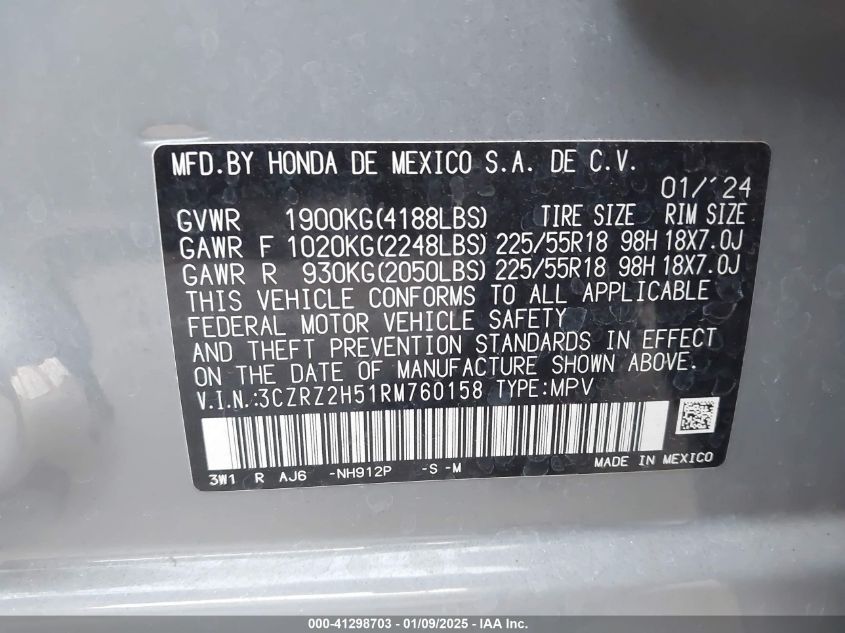 MFD.BY HONDA DE MEXICO S.A. DE C.V.
01/'24
GVWR 1900KG(4188LBS) TIRE SIZE RIM SIZE
GAWR F 1020KG(2248LBS) 225/55R18 98H 18X7.0J
GAWR R 930KG(2050LBS) 225/55R18 98H 18X7.0J
THIS VEHICLE CONFORMS TO ALL APPLICABLE
FEDERAL MOTOR VEHICLE SAFETY
AND THEFT PREVENTION STANDARDS IN EFFECT
ON THE DATE OF MANUFACTURE SHOWN ABOVE.
V.I.N.:3CZRZ2H51RM760158 TYPE:MPV
3W1 R AJ6 -NH912P -S -M MADE IN MEXICO
000-41298703 - 01/09/2025 - IAA Inc.